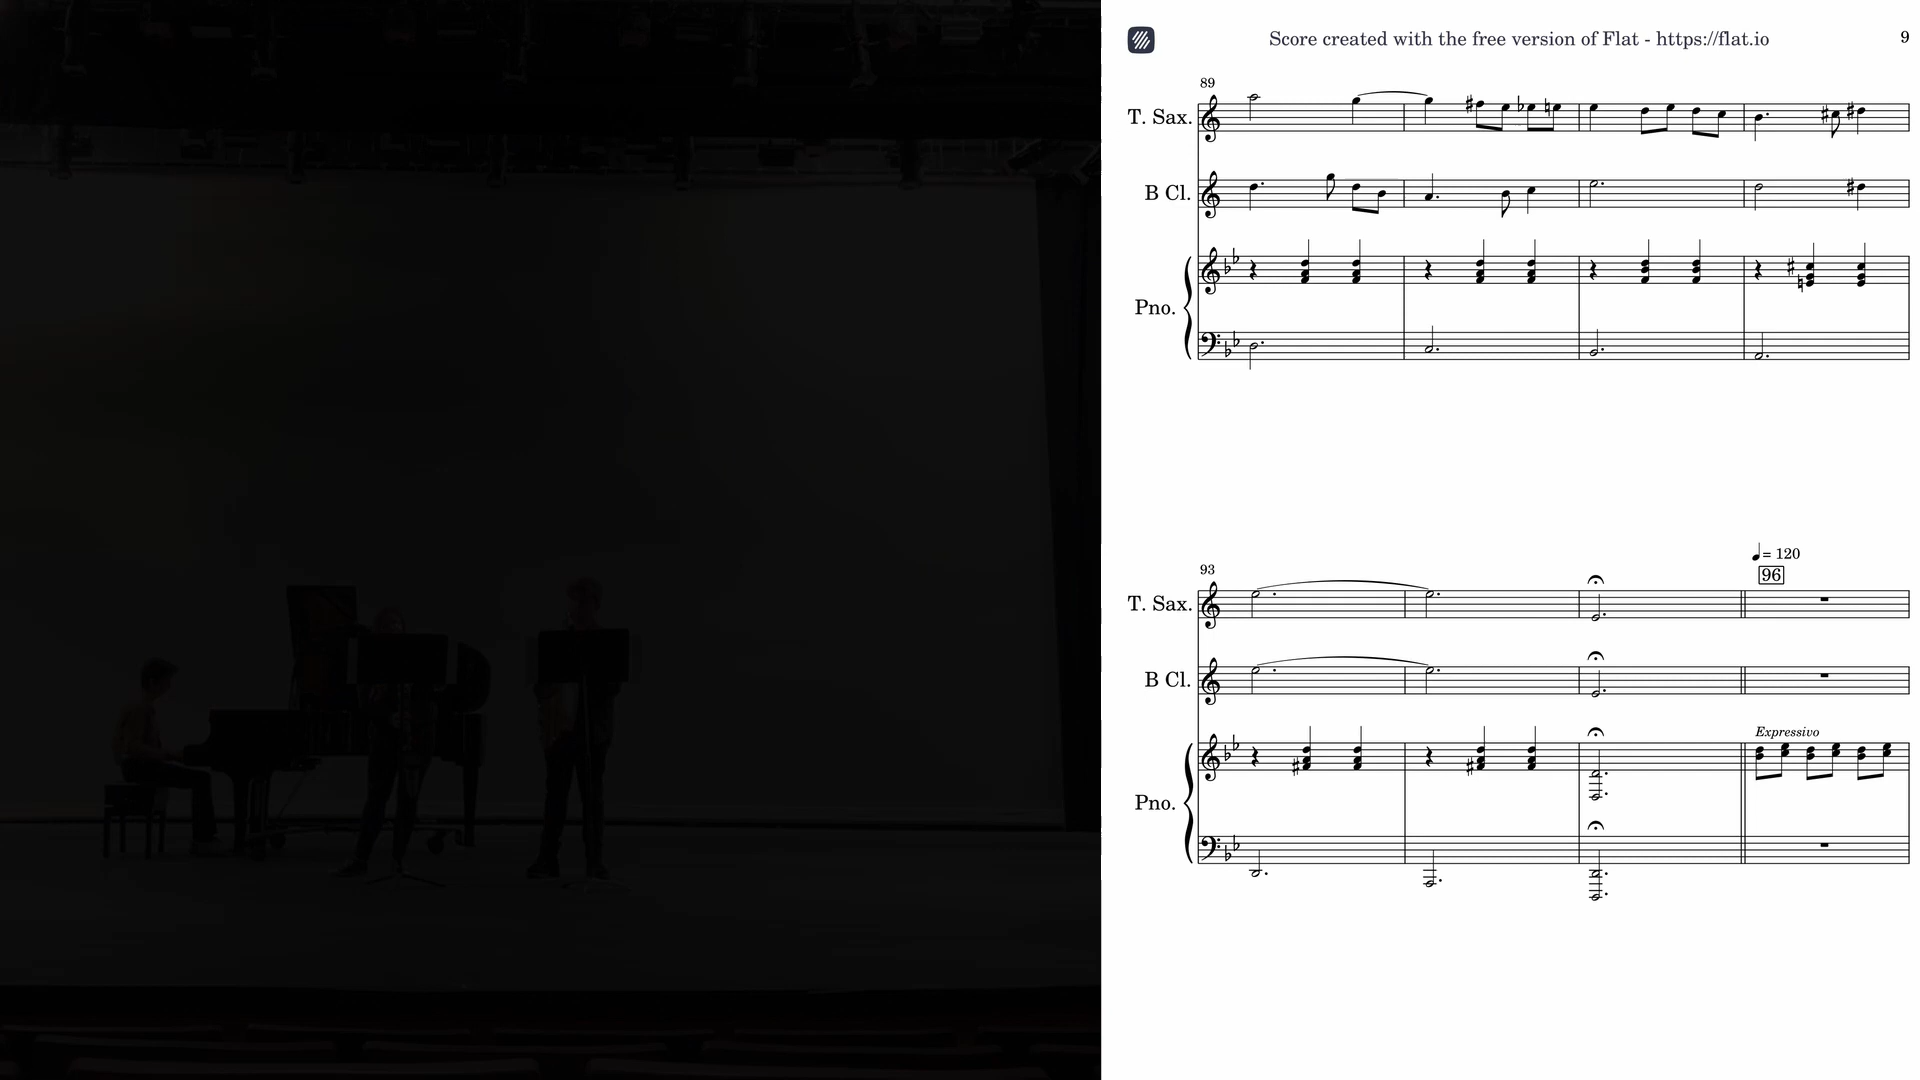 Score created with the free version of Flat - https://flat.io
9
89
T. Sax.
B Cl.
Pno.
= 120
96
93
T. Sax.
B Cl.
Expressivo
Pno.